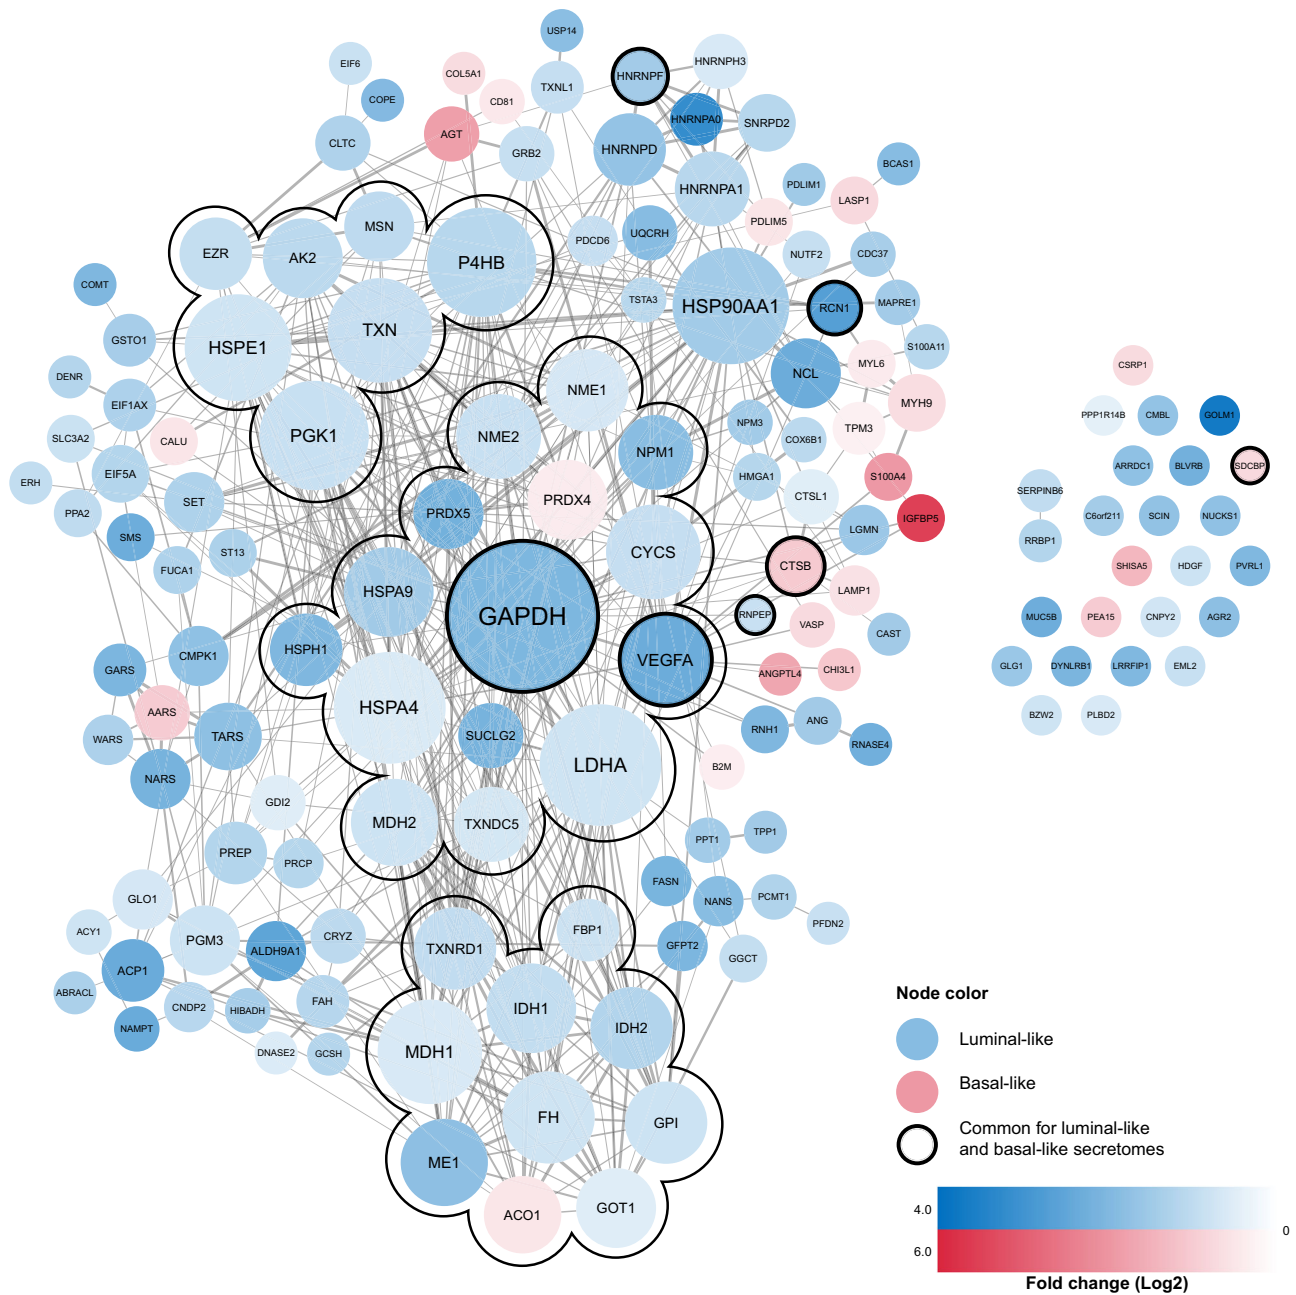 USP14
EIF6
COL5A1
HNRNPF
HNRNPH3
COPE
CD81
TXNL1
HNRNPA0
SNRPD2
AGT
CLTC
GRB2
HNRNPD
BCAS1
HNRNPA1
PDLIM1
LASP1
MSN
PDLIM5
EZR
AK2
P4HB
PDCD6
UQCRH
NUTF2
CDC37
COMT
TSTA3
HSP90AA1
RCN1
MAPRE1
GSTO1
HSPE1
TXN
S100A11
DENR
NCL
MYL6
CSRP1
EIF1AX
NME1
MYH9
PPP1R14B
CMBL
GOLM1
SLC3A2
CALU
PGK1
NME2
NPM1
NPM3
COX6B1
TPM3
ERH
EIF5A
PRDX4
HMGA1
S100A4
ARRDC1
BLVRB
SDCBP
PPA2
SET
PRDX5
CTSL1
IGFBP5
SERPINB6
C6orf211
SCIN
NUCKS1
SMS
ST13
CYCS
LGMN
RRBP1
FUCA1
HSPA9
CTSB
LAMP1
SHISA5
HDGF
PVRL1
GAPDH
RNPEP
VASP
CAST
MUC5B
PEA15
CNPY2
AGR2
CMPK1
HSPH1
VEGFA
ANGPTL4
CHI3L1
GLG1
DYNLRB1
LRRFIP1
EML2
GARS
AARS
HSPA4
SUCLG2
RNH1
ANG
RNASE4
BZW2
PLBD2
WARS
TARS
NARS
LDHA
B2M
GDI2
MDH2
TXNDC5
PPT1
TPP1
PREP
PRCP
FASN
NANS
PCMT1
GLO1
PFDN2
ACY1
PGM3
ALDH9A1
CRYZ
TXNRD1
FBP1
GFPT2
GGCT
ACP1
ABRACL
CNDP2
HIBADH
FAH
IDH1
IDH2
NAMPT
DNASE2
GCSH
MDH1
FH
GPI
ME1
ACO1
GOT1
Node color
Luminal-like
Basal-like
Common for luminal-like
and basal-like secretomes
4.0
0
6.0
Fold change (Log2)